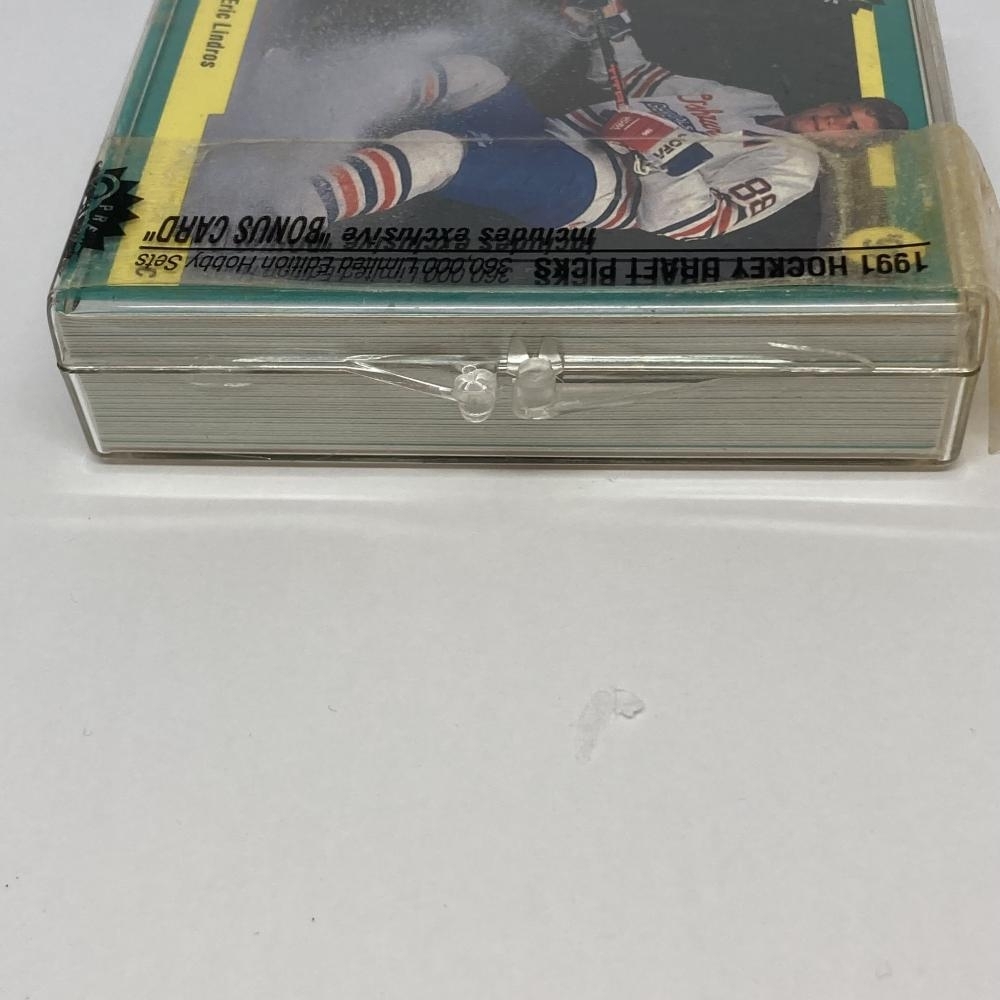 1991 HOCKEY DRAFT PICKS
360,000 Limited Edition Hobby Sets
Includes exclusive "BONUS CARD"
Eric Lindros
88